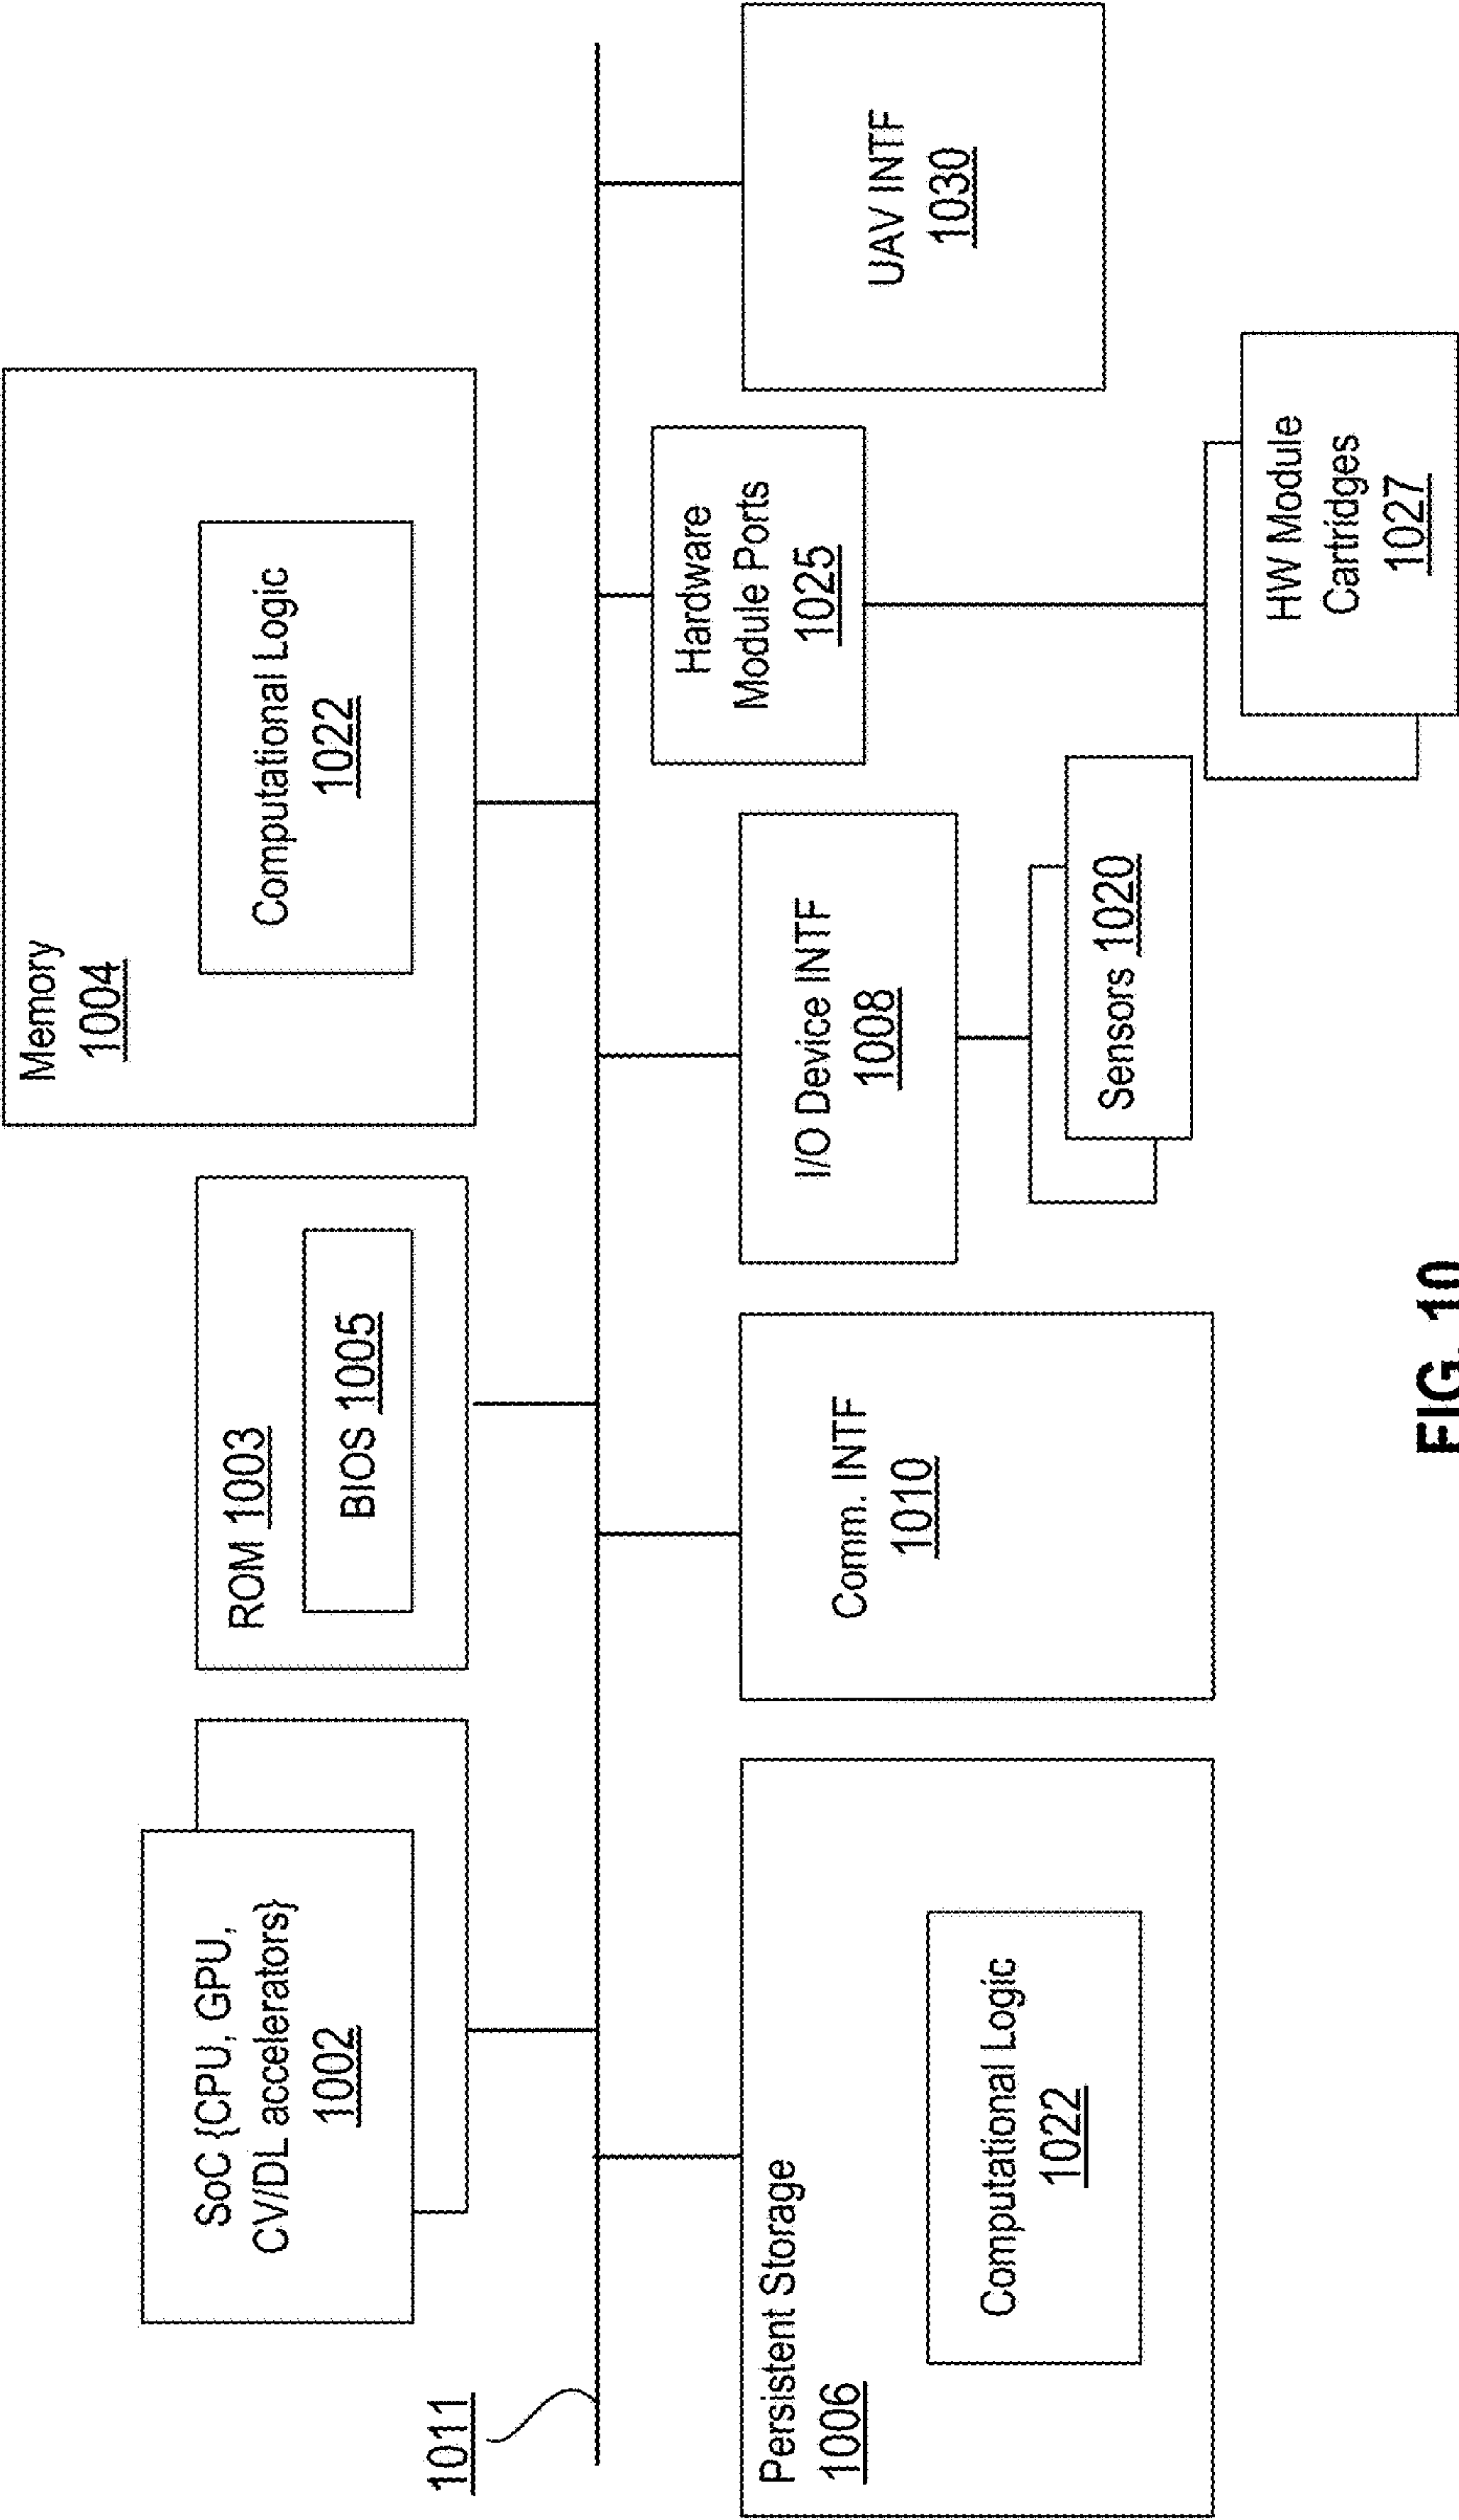 SoC {CPU, GPU,
CV/DL accelerators}
1002
ROM 1003
BIOS 1005
Memory
1004
Computational Logic
1022
1011
Persistent Storage
1006
Computational Logic
1022
Comm. INTF
1010
I/O Device INTF
1008
Sensors 1020
Hardware
Module Ports
1025
HW Module
Cartridges
1027
UAV INTF
1030
FIG. 10